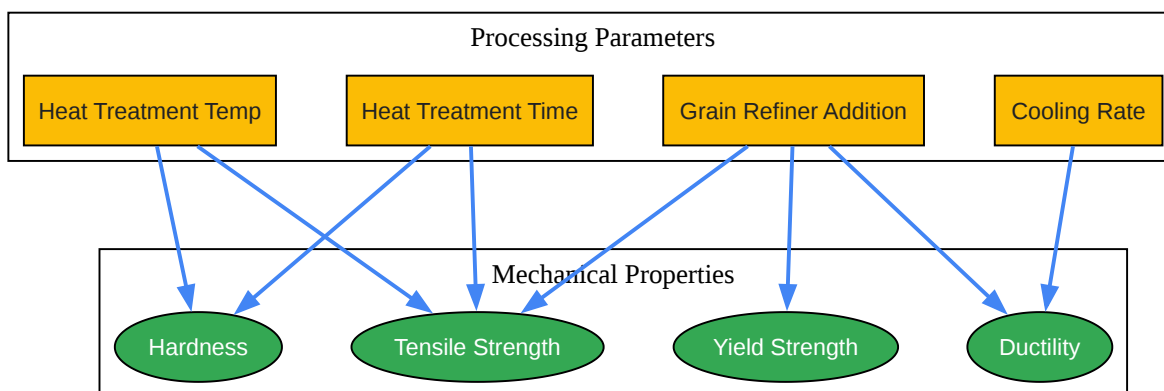 Processing Parameters
Heat Treatment Temp
Heat Treatment Time
Grain Refiner Addition
Cooling Rate
Mechanical Properties
Hardness
Tensile Strength
Yield Strength
Ductility